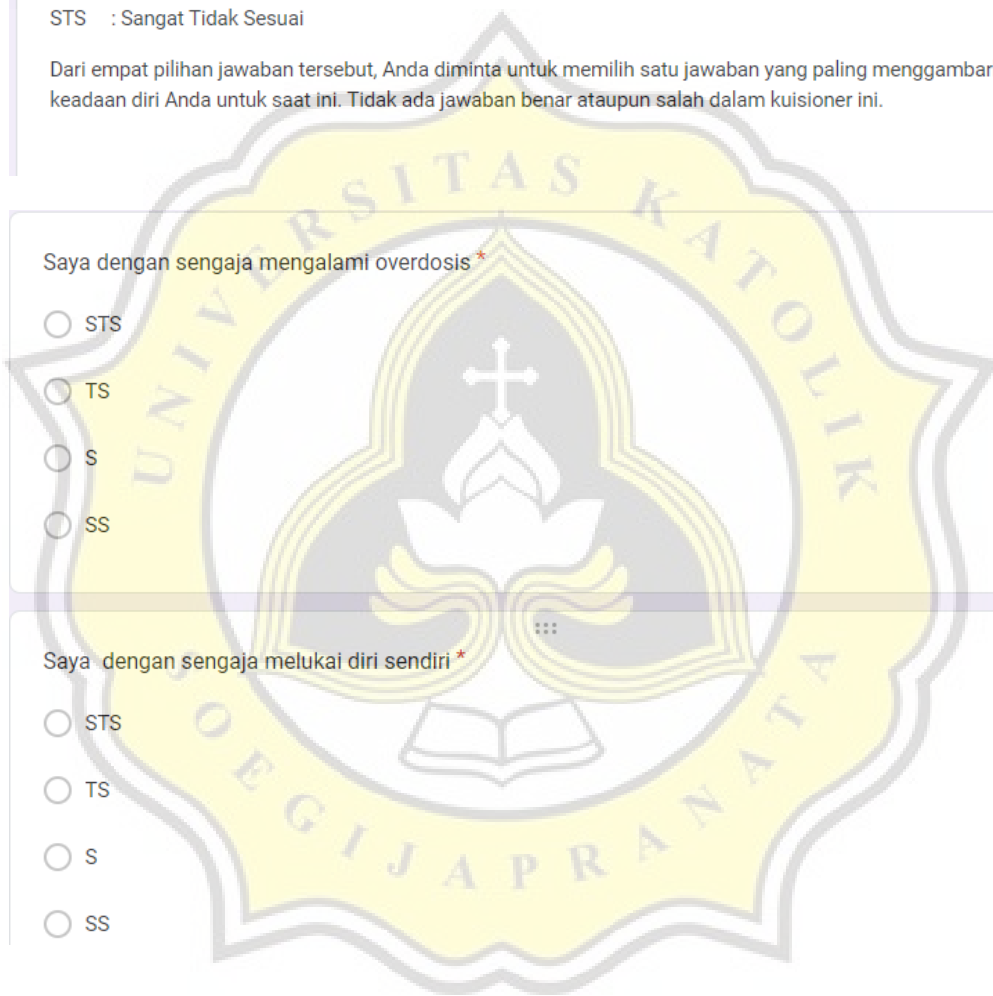 STS : Sangat Tidak Sesuai
Dari empat pilihan jawaban tersebut, Anda diminta untuk memilih satu jawaban yang paling menggambar
keadaan diri Anda untuk saat ini. Tidak ada jawaban benar ataupun salah dalam kuisioner ini.
UNIVERSITAS KATOLIK
Saya dengan sengaja mengalami overdosis *
STS
TS
S
SS
Saya dengan sengaja melukai diri sendiri *
STS
TS
S
SS
SOEGIJAPRANATA